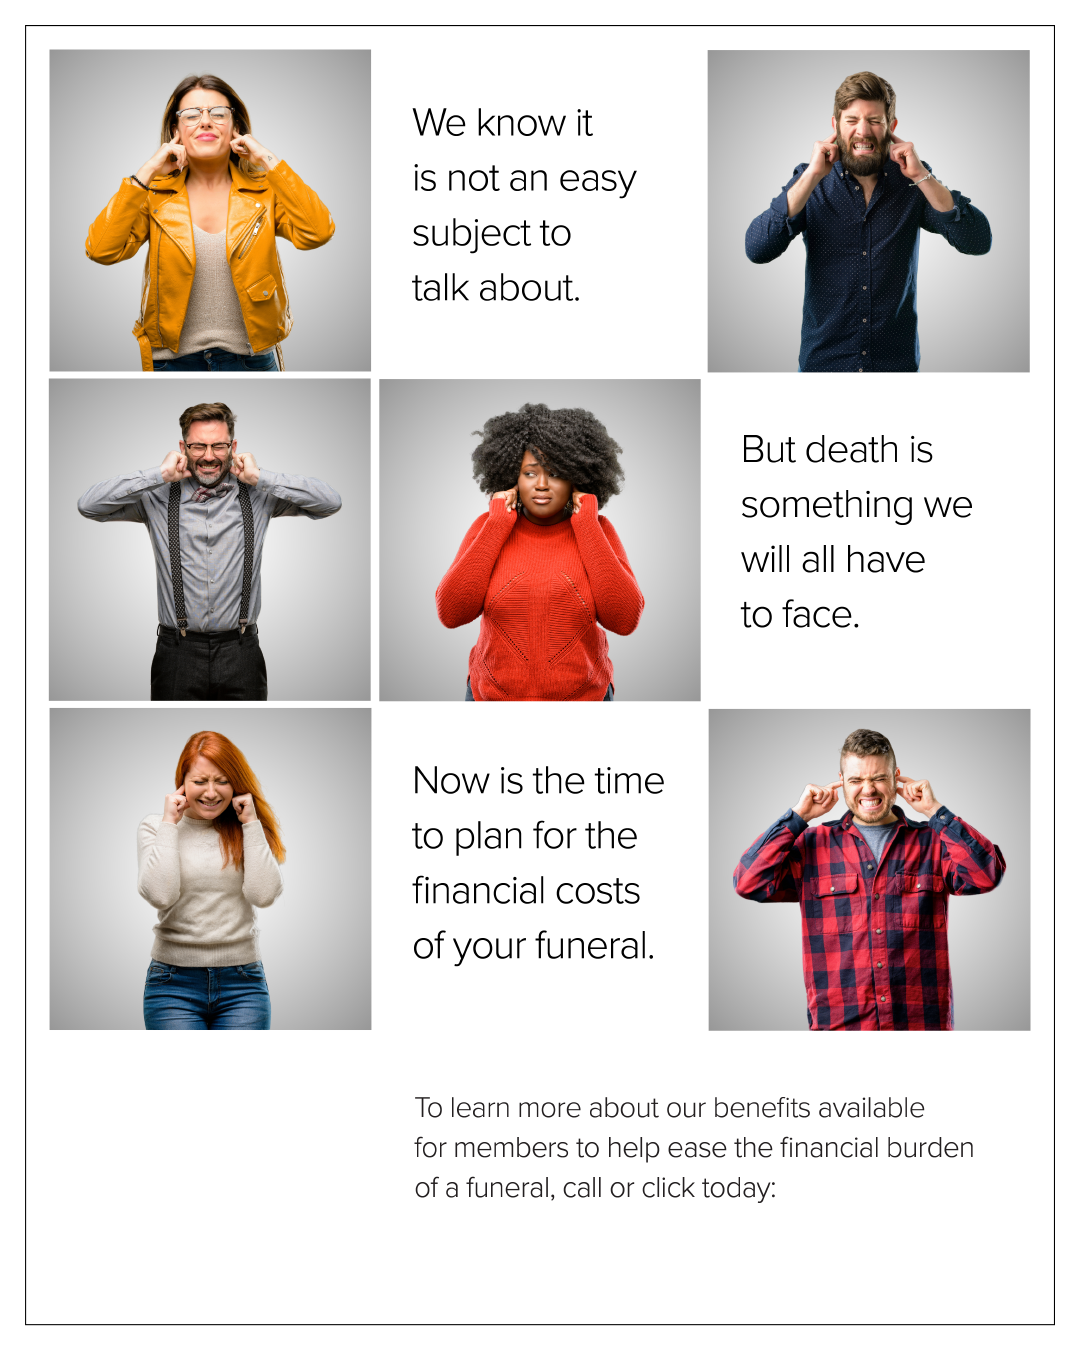 We know it
is not an easy
subject to
talk about.
But death is
something we
will all have
to face.
Now is the time
to plan for the
financial costs
of your funeral.
To learn more about our benefits available
for members to help ease the financial burden
of a funeral, call or click today: